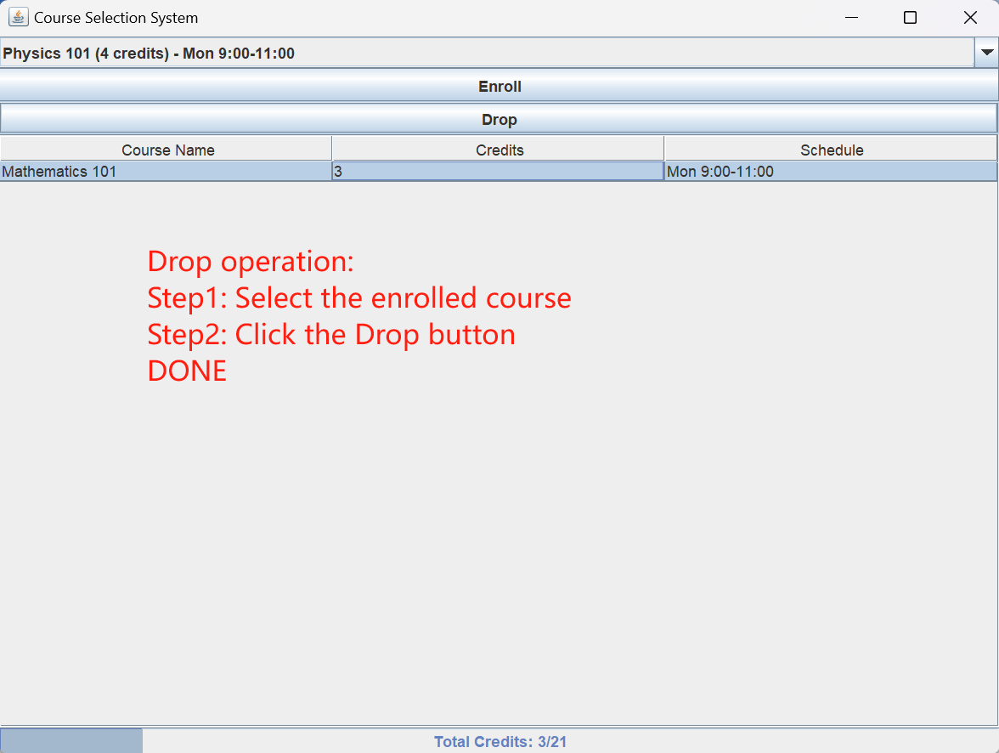 Course Selection System
Physics 101 (4 credits) - Mon 9:00-11:00
Enroll
Drop
Course Name Credits Schedule
Mathematics 101 3 Mon 9:00-11:00
Drop operation:
Step1: Select the enrolled course
Step2: Click the Drop button
DONE
Total Credits: 3/21